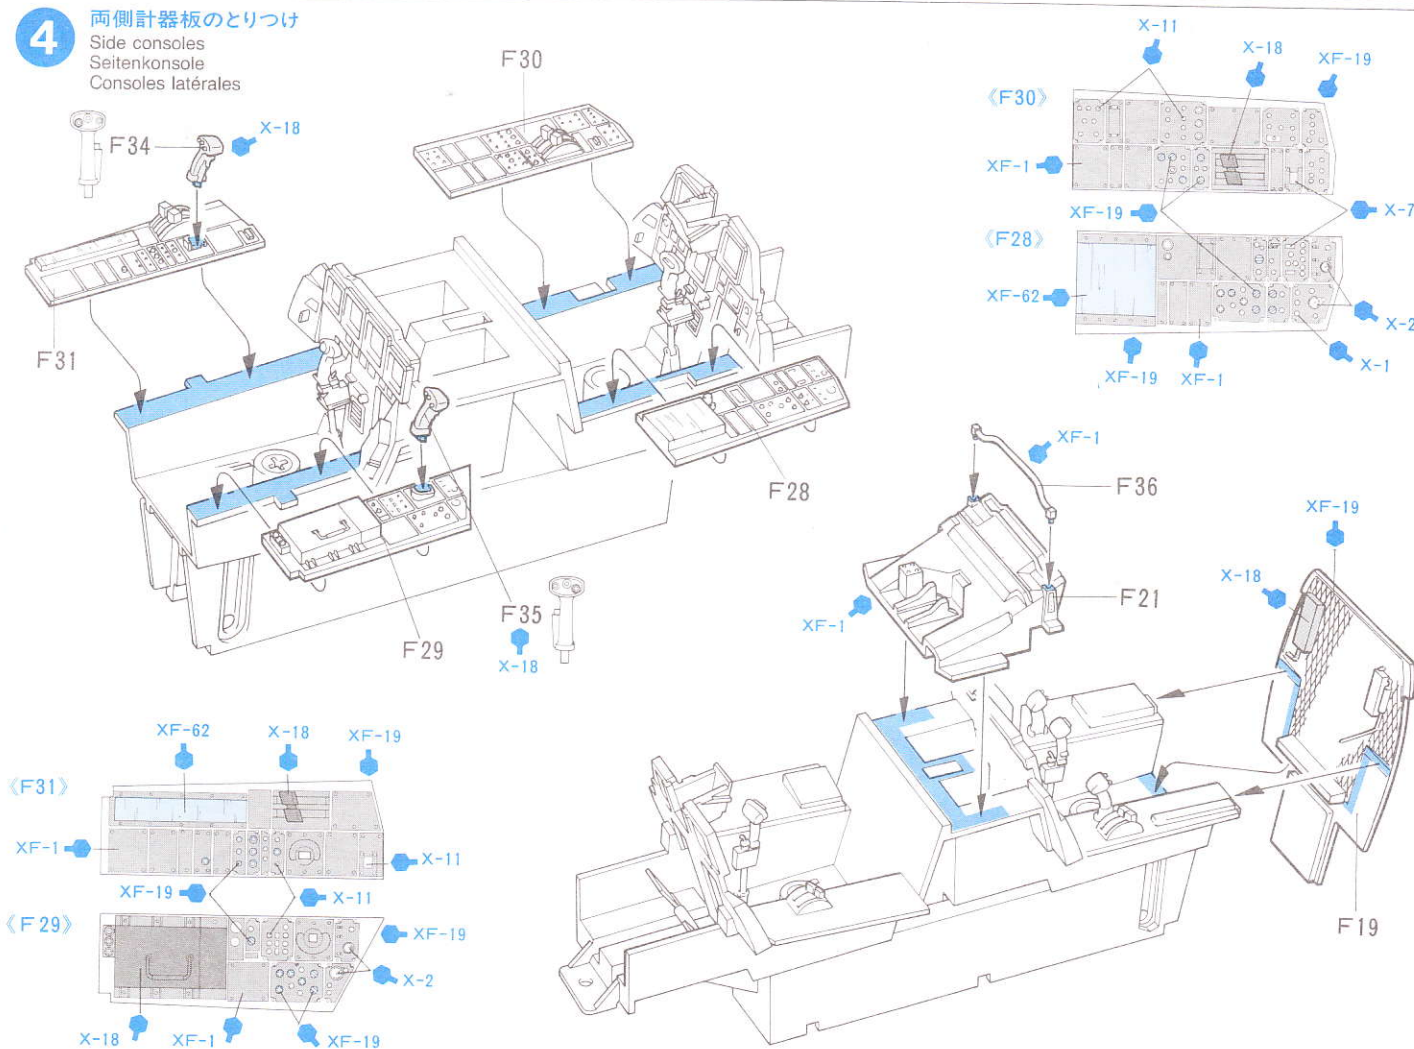 4
両側計器板のとりつけ
Side consoles
Seitenkonsole
Consoles latérales
F34
X-18
F31
F30
F28
F29
F35
X-18
《F30》
X-11
X-18
XF-19
XF-1
XF-19
X-7
《F28》
XF-62
X-2
X-1
XF-19
XF-1
XF-1
F36
F21
XF-1
XF-19
X-18
F19
《F31》
XF-62
X-18
XF-19
XF-1
X-11
XF-19
X-11
《F29》
XF-19
X-2
X-18
XF-1
XF-19